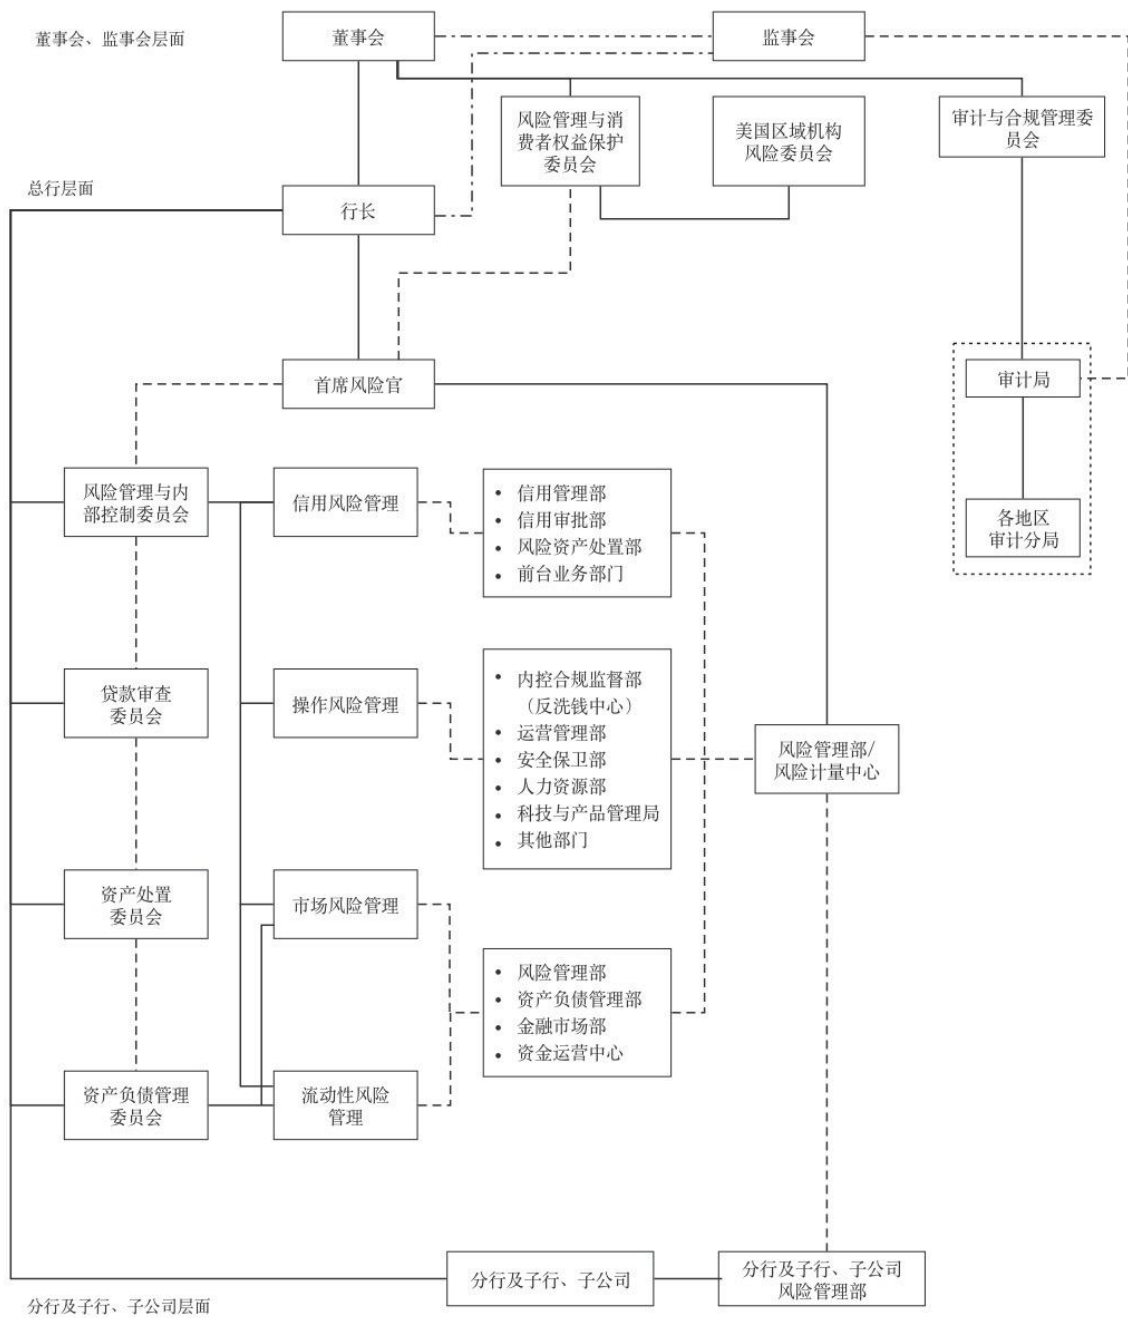 董事会、监事会层面
董事会
监事会
风险管理与消
费者权益保护
委员会
美国区域机构
风险委员会
审计与合规管理委
员会
总行层面
行长
首席风险官
审计局
各地区
审计分局
风险管理与内
部控制委员会
信用风险管理
• 信用管理部
• 信用审批部
• 风险资产处置部
• 前台业务部门
贷款审查
委员会
操作风险管理
• 内控合规监督部
（反洗钱中心）
• 运营管理部
• 安全保卫部
• 人力资源部
• 科技与产品管理局
• 其他部门
风险管理部/
风险计量中心
资产处置
委员会
市场风险管理
• 风险管理部
• 资产负债管理部
• 金融市场部
• 资金运营中心
资产负债管理
委员会
流动性风险
管理
分行及子行、子公司
分行及子行、子公司
风险管理部
分行及子行、子公司层面